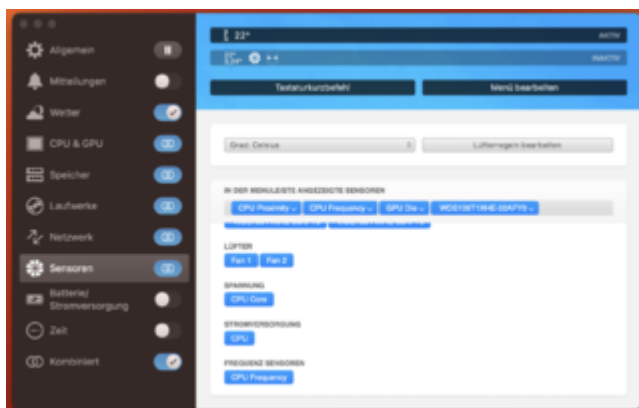 Allgemein
Mitteilungen
Wetter
CPU & GPU
Speicher
Laufwerke
Netzwerk
Sensoren
Batterie/
Stromversorgung
Zeit
Kombiniert
22°
AKTIV
INAKTIV
Tastaturkurzbefehl
Menü bearbeiten
Grad: Celsius
Lüfterregeln bearbeiten
IN DER MENÜLEISTE ANGEZEIGTE SENSOREN
CPU Proximity
CPU Frequency
GPU Die
LÜFTER
Fan 1
Fan 2
SPANNUNG
CPU Core
STROMVERSORGUNG
CPU
FREQUENZ SENSOREN
CPU Frequency